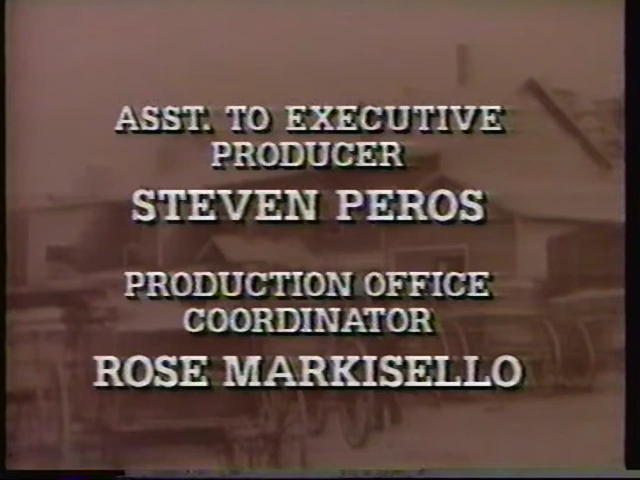 ASST. TO EXECUTIVE
PRODUCER
STEVEN PEROS
PRODUCTION OFFICE
COORDINATOR
ROSE MARKISELLO